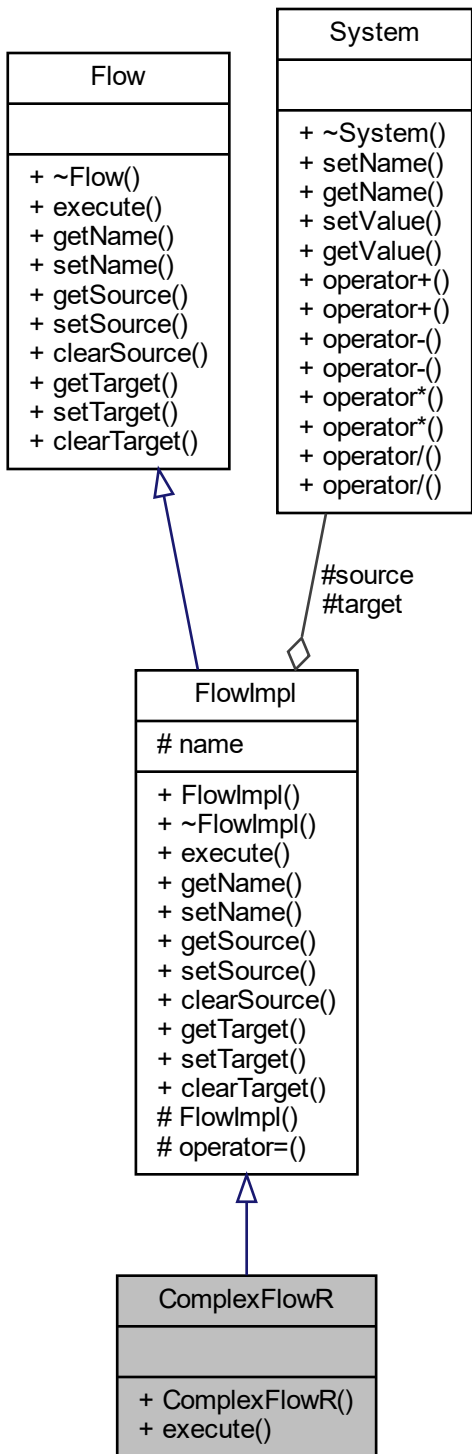 System
+ ~System()
+ setName()
+ getName()
+ setValue()
+ getValue()
+ operator+()
+ operator+()
+ operator-()
+ operator-()
+ operator*()
+ operator*()
+ operator/()
+ operator/()
Flow
+ ~Flow()
+ execute()
+ getName()
+ setName()
+ getSource()
+ setSource()
+ clearSource()
+ getTarget()
+ setTarget()
+ clearTarget()
#source
#target
FlowImpl
# name
+ FlowImpl()
+ ~FlowImpl()
+ execute()
+ getName()
+ setName()
+ getSource()
+ setSource()
+ clearSource()
+ getTarget()
+ setTarget()
+ clearTarget()
# FlowImpl()
# operator=()
ComplexFlowR
+ ComplexFlowR()
+ execute()